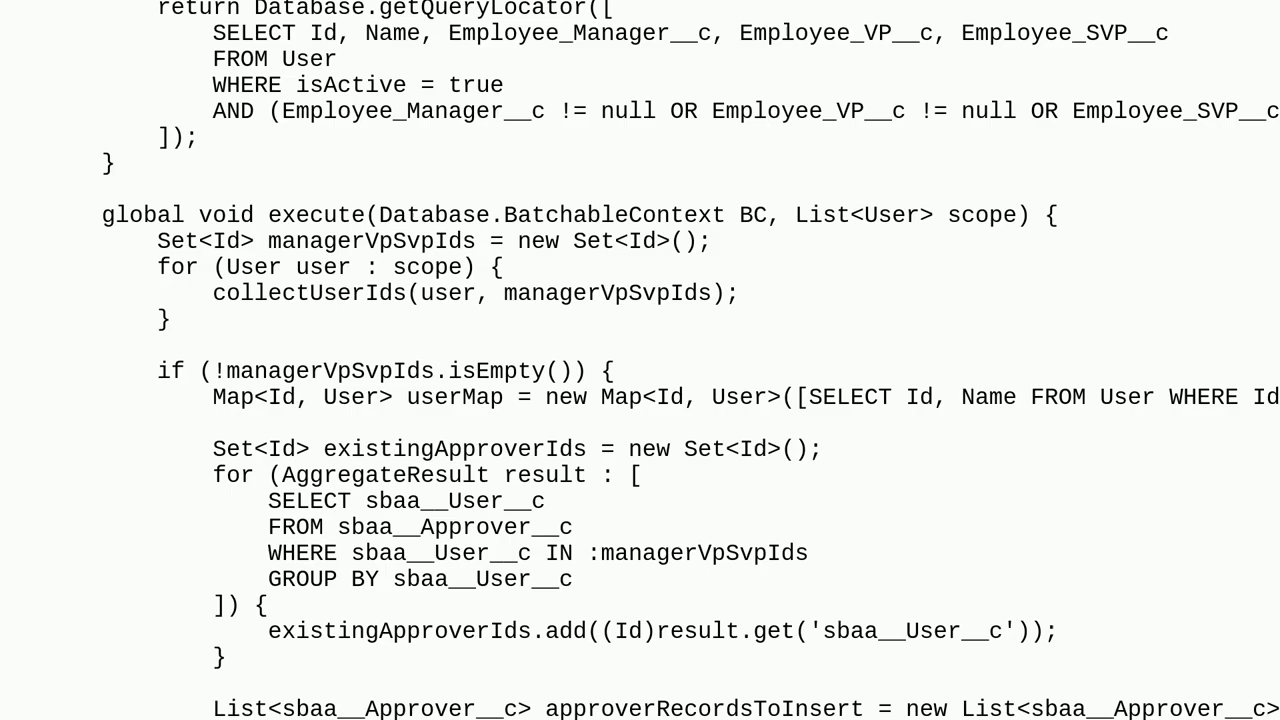 return Database.getQueryLocator([
SELECT Id, Name, Employee_Manager__c, Employee_VP__c, Employee_SVP__c
FROM User
WHERE isActive = true
AND (Employee_Manager__c != null OR Employee_VP__c != null OR Employee_SVP__c
]);
}
global void execute(Database.BatchableContext BC, List<User> scope) {
Set<Id> managerVpSvpIds = new Set<Id>();
for (User user : scope) {
collectUserIds(user, managerVpSvpIds);
}
if (!managerVpSvpIds.isEmpty()) {
Map<Id, User> userMap = new Map<Id, User>([SELECT Id, Name FROM User WHERE Id
Set<Id> existingApproverIds = new Set<Id>();
for (AggregateResult result : [
SELECT sbaa__User__c
FROM sbaa__Approver__c
WHERE sbaa__User__c IN :managerVpSvpIds
GROUP BY sbaa__User__c
]) {
existingApproverIds.add((Id)result.get('sbaa__User__c'));
}
List<sbaa__Approver__c> approverRecordsToInsert = new List<sbaa__Approver__c>